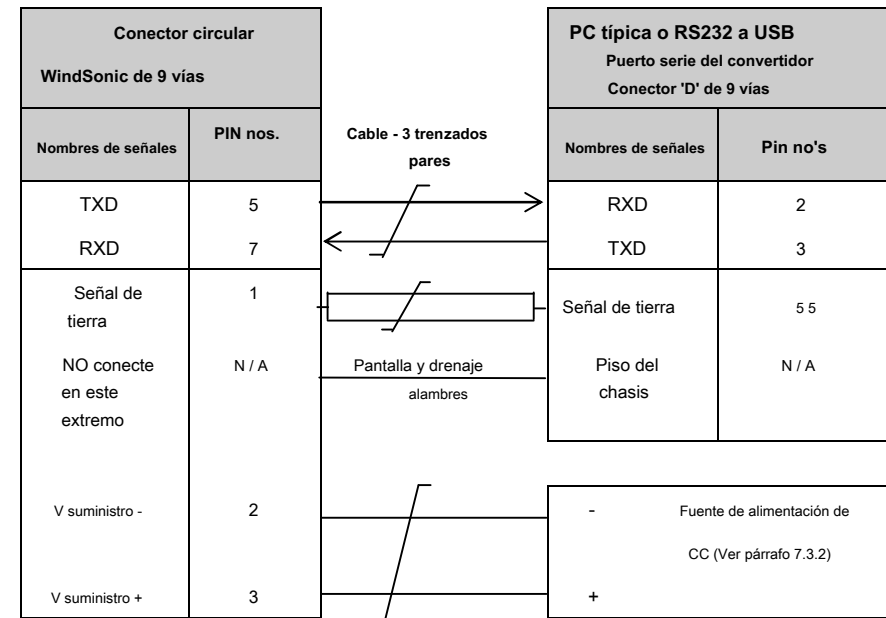 Conector circular
WindSonic de 9 vías
PC típica o RS232 a USB
Puerto serie del convertidor
Conector 'D' de 9 vías
Nombres de señales
PIN nos.
Cable - 3 trenzados
pares
Nombres de señales
Pin no's
TXD
5
RXD
2
RXD
7
TXD
3
Señal de
tierra
1
Señal de tierra
5 5
NO conecte
en este
extremo
N / A
Pantalla y drenaje
alambres
Piso del
chasis
N / A
V suministro -
2
-
Fuente de alimentación de
CC (Ver párrafo 7.3.2)
V suministro +
3
+